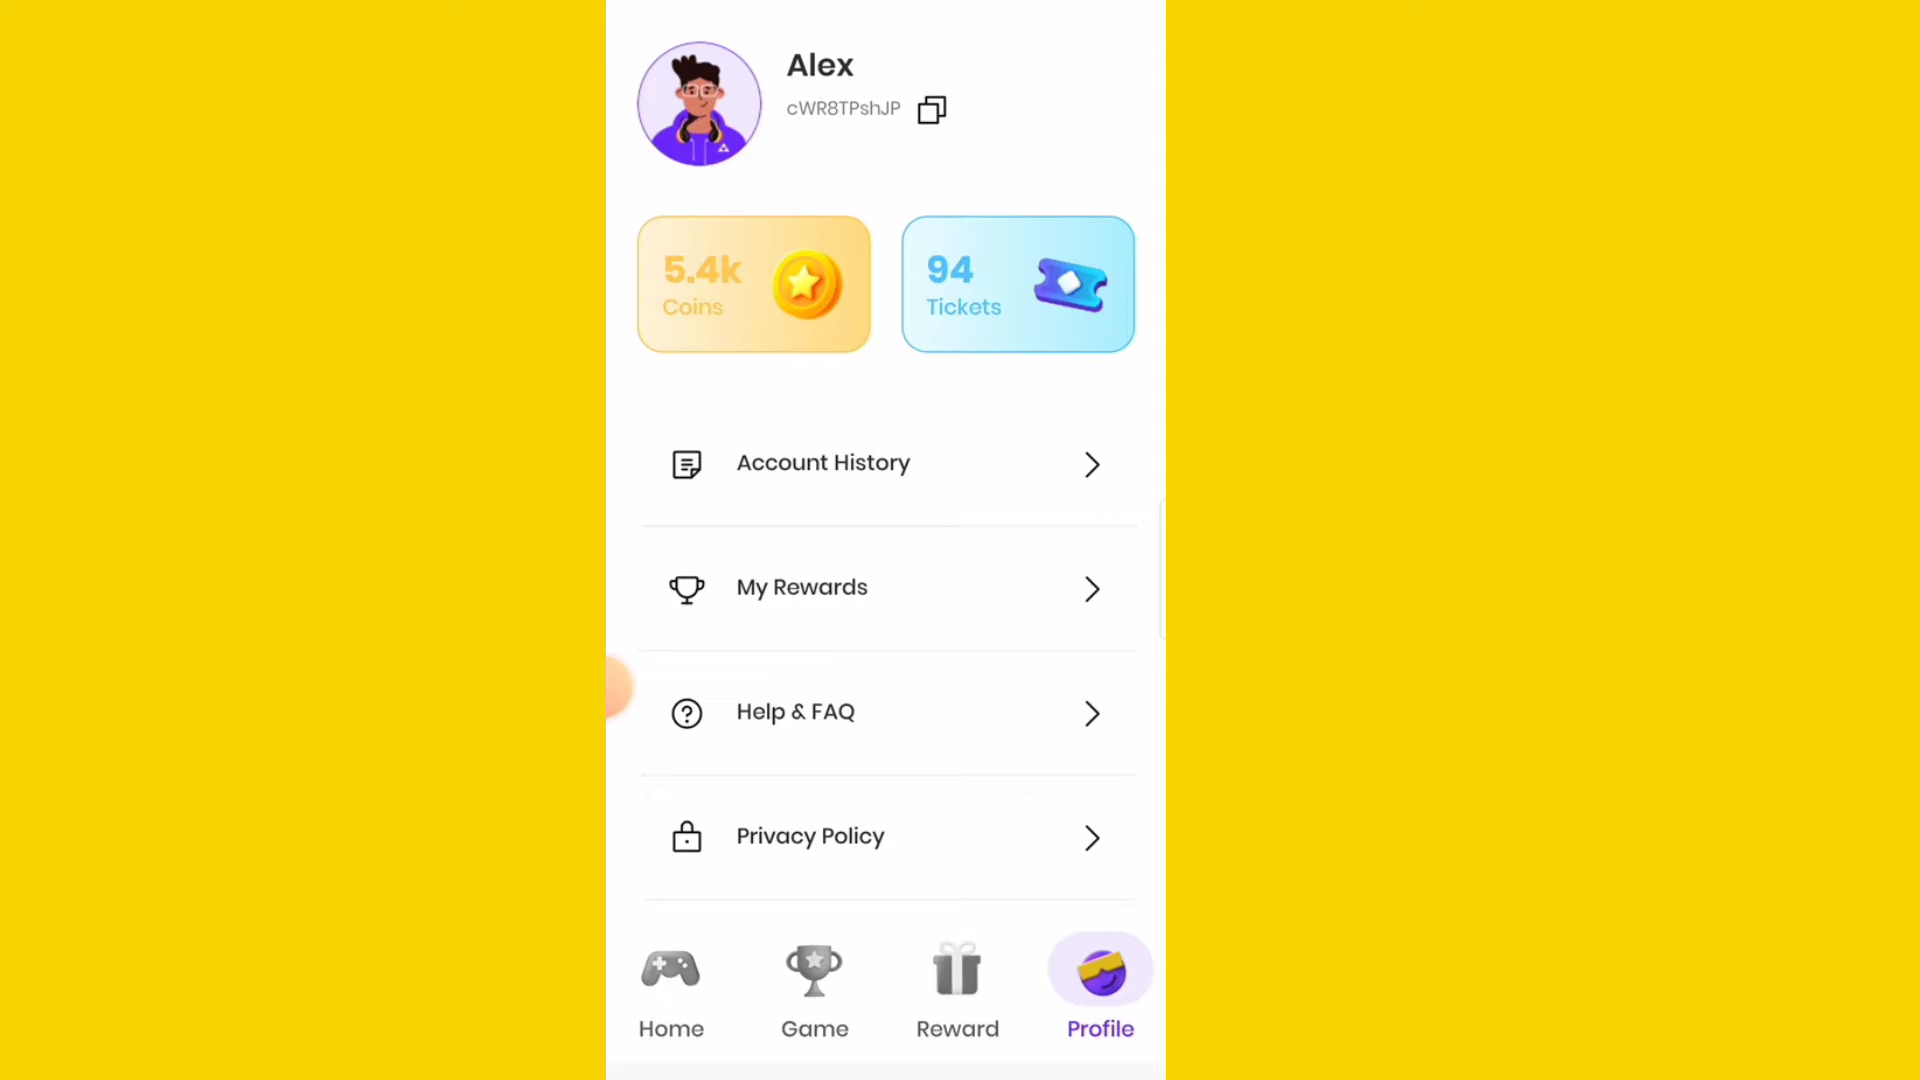 Alex
cWR8TPshJP
5.4k
Coins
94
Tickets
Account History
My Rewards
Help & FAQ
Privacy Policy
Home
Game
Reward
Profile